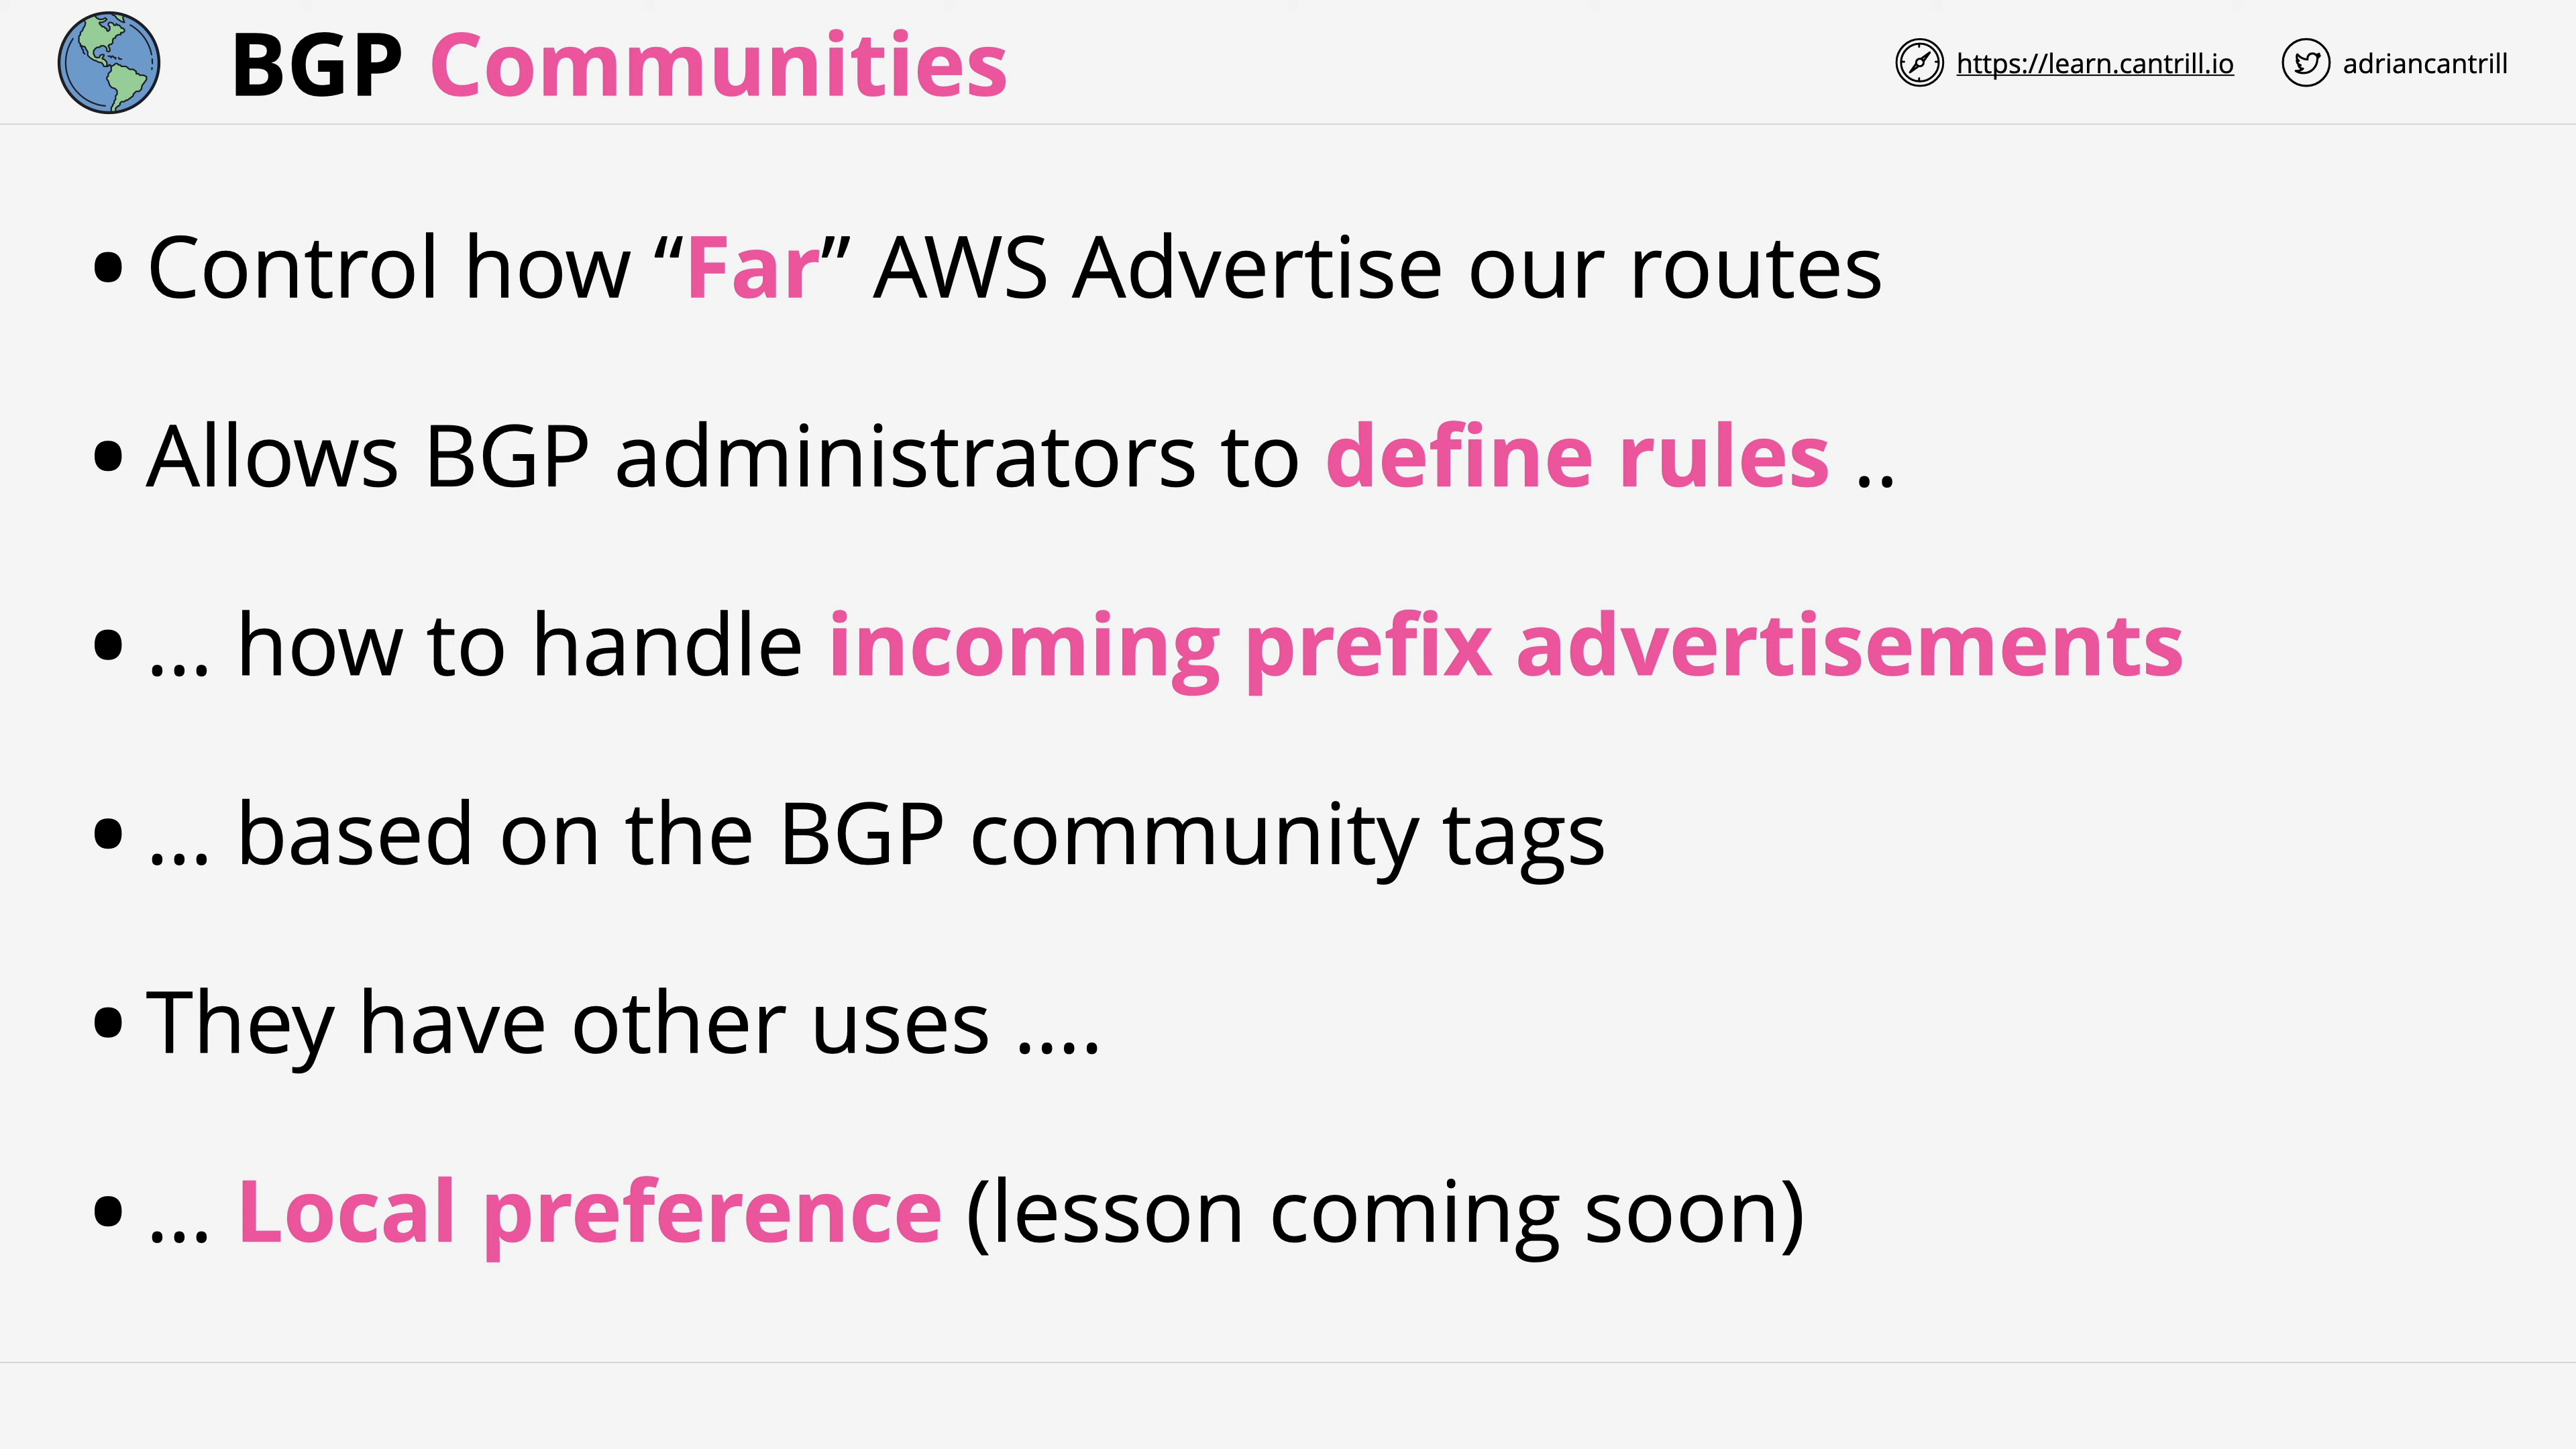 BGP Communities
https://learn.cantrill.io
adriancantrill
• Control how “Far” AWS Advertise our routes
• Allows BGP administrators to define rules ..
• ... how to handle incoming prefix advertisements
• ... based on the BGP community tags
• They have other uses ....
• ... Local preference (lesson coming soon)